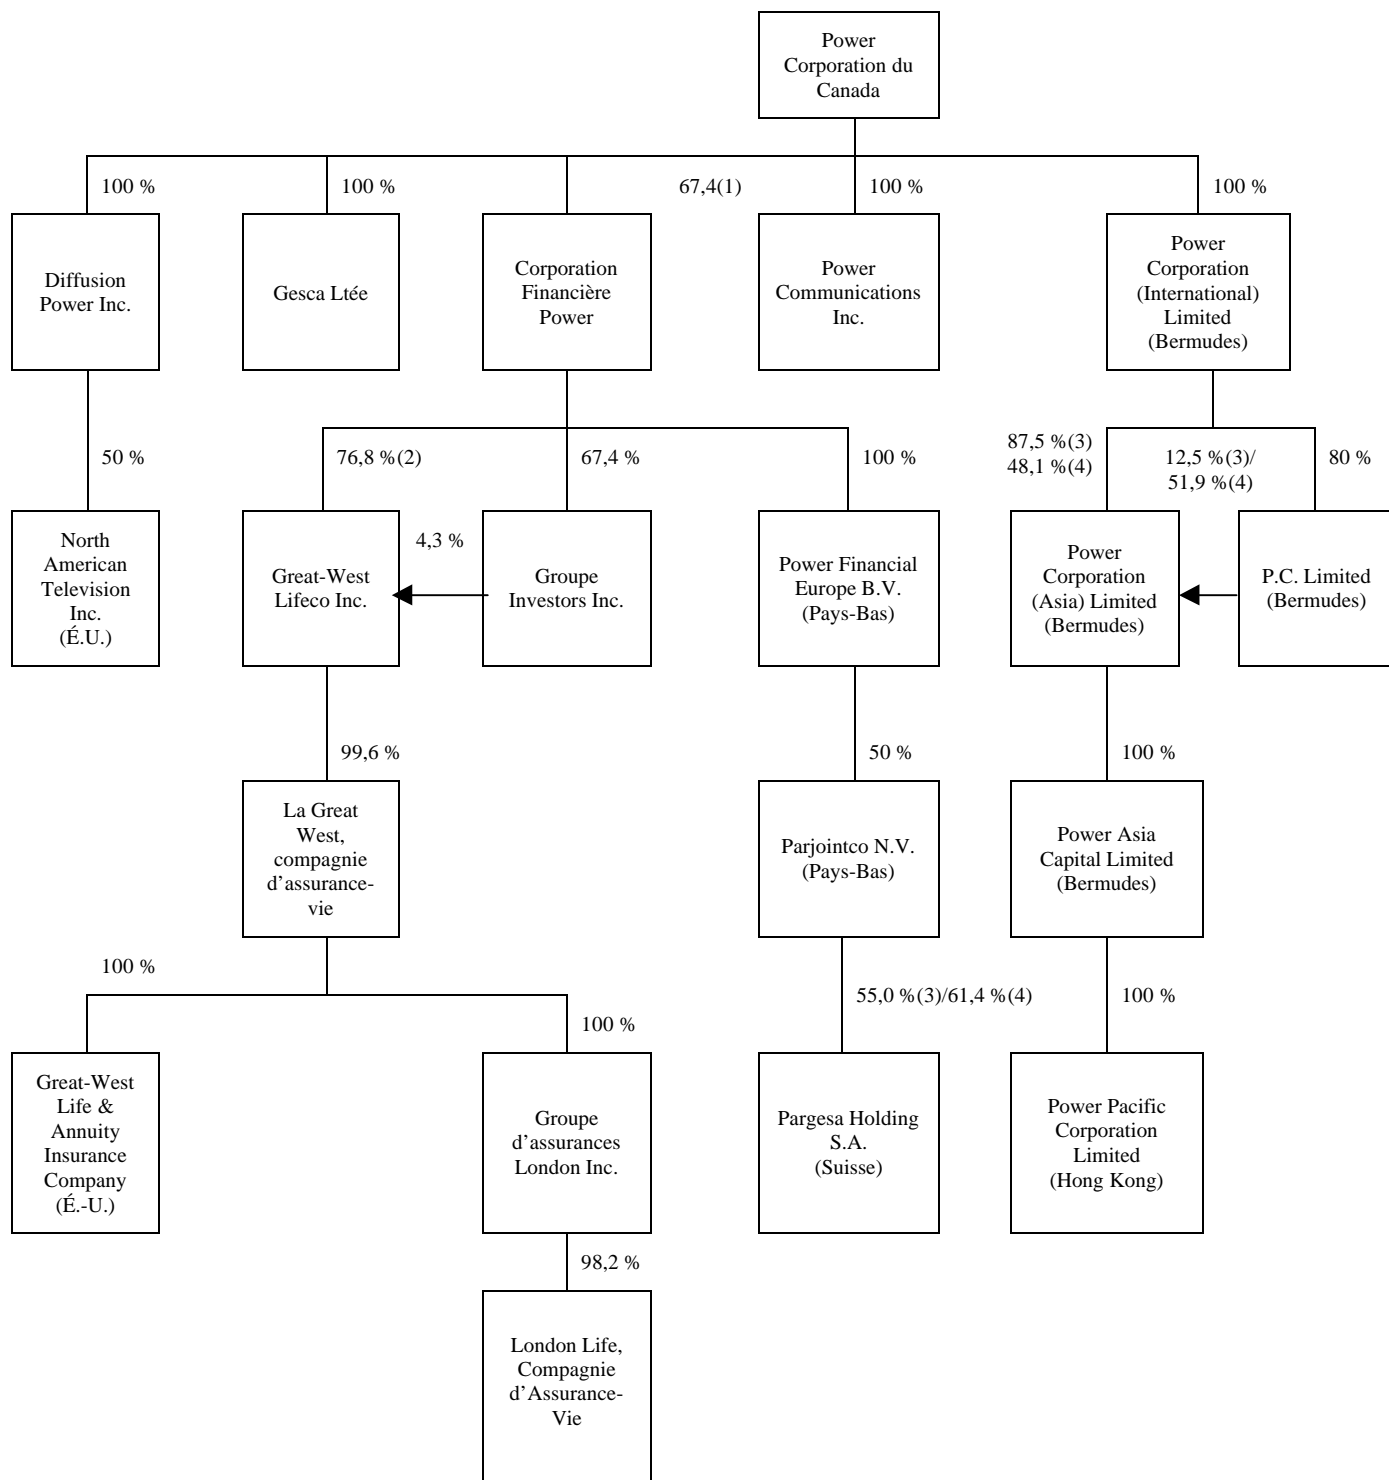 Power
Corporation du
Canada
100 %
100 %
67,4(1)
100 %
100 %
Diffusion
Power Inc.
Gesca Ltée
Corporation
Financière
Power
Power
Communications
Inc.
Power
Corporation
(International)
Limited
(Bermudes)
50 %
76,8 %(2)
67,4 %
100 %
87,5 %(3)
48,1 %(4)
12,5 %(3)/
51,9 %(4)
80 %
North
American
Television
Inc.
(É.U.)
Great-West
Lifeco Inc.
4,3 %
Groupe
Investors Inc.
Power Financial
Europe B.V.
(Pays-Bas)
Power
Corporation
(Asia) Limited
(Bermudes)
P.C. Limited
(Bermudes)
99,6 %
50 %
100 %
La Great
West,
compagnie
d’assurance-
vie
Parjointco N.V.
(Pays-Bas)
Power Asia
Capital Limited
(Bermudes)
100 %
100 %
55,0 %(3)/61,4 %(4)
100 %
Great-West
Life &
Annuity
Insurance
Company
(É.-U.)
Groupe
d’assurances
London Inc.
Pargesa Holding
S.A.
(Suisse)
Power Pacific
Corporation
Limited
(Hong Kong)
98,2 %
London Life,
Compagnie
d’Assurance-
Vie